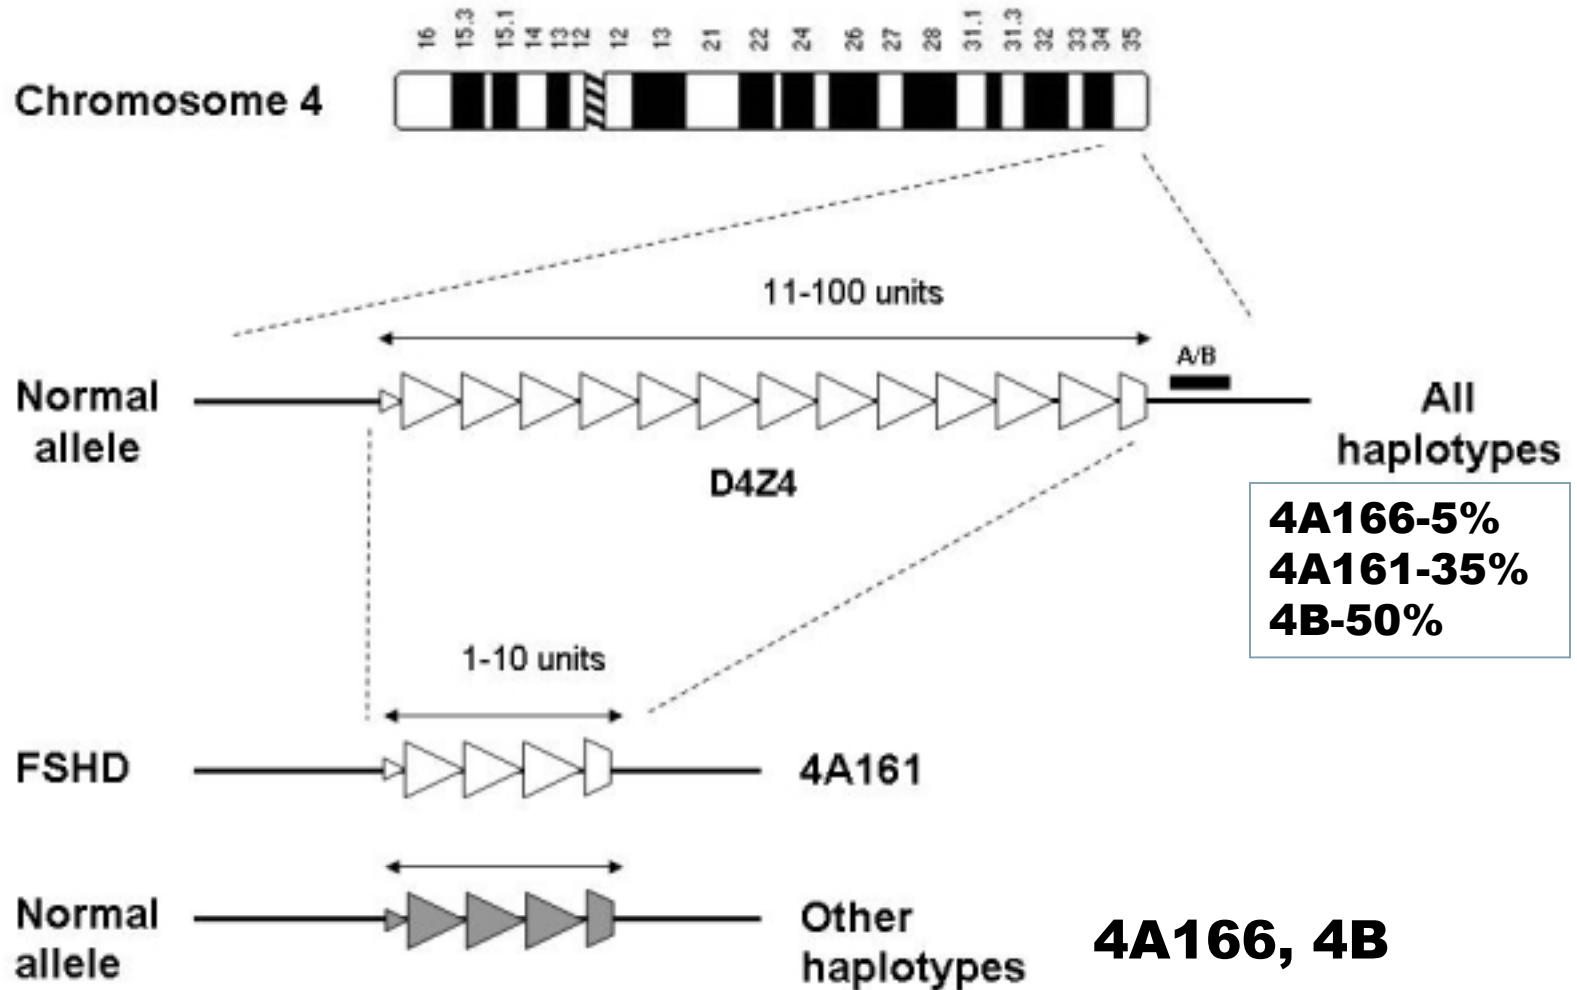 16 15.3 15.1 14 13 12 12 13 21 22 24 26 27 28 31.1 31.3 32 33 34 35
Chromosome 4
11-100 units
A/B
Normal
allele
All
haplotypes
D4Z4
4A166-5%
4A161-35%
4B-50%
1-10 units
FSHD
4A161
Normal
allele
Other
haplotypes
4A166, 4B